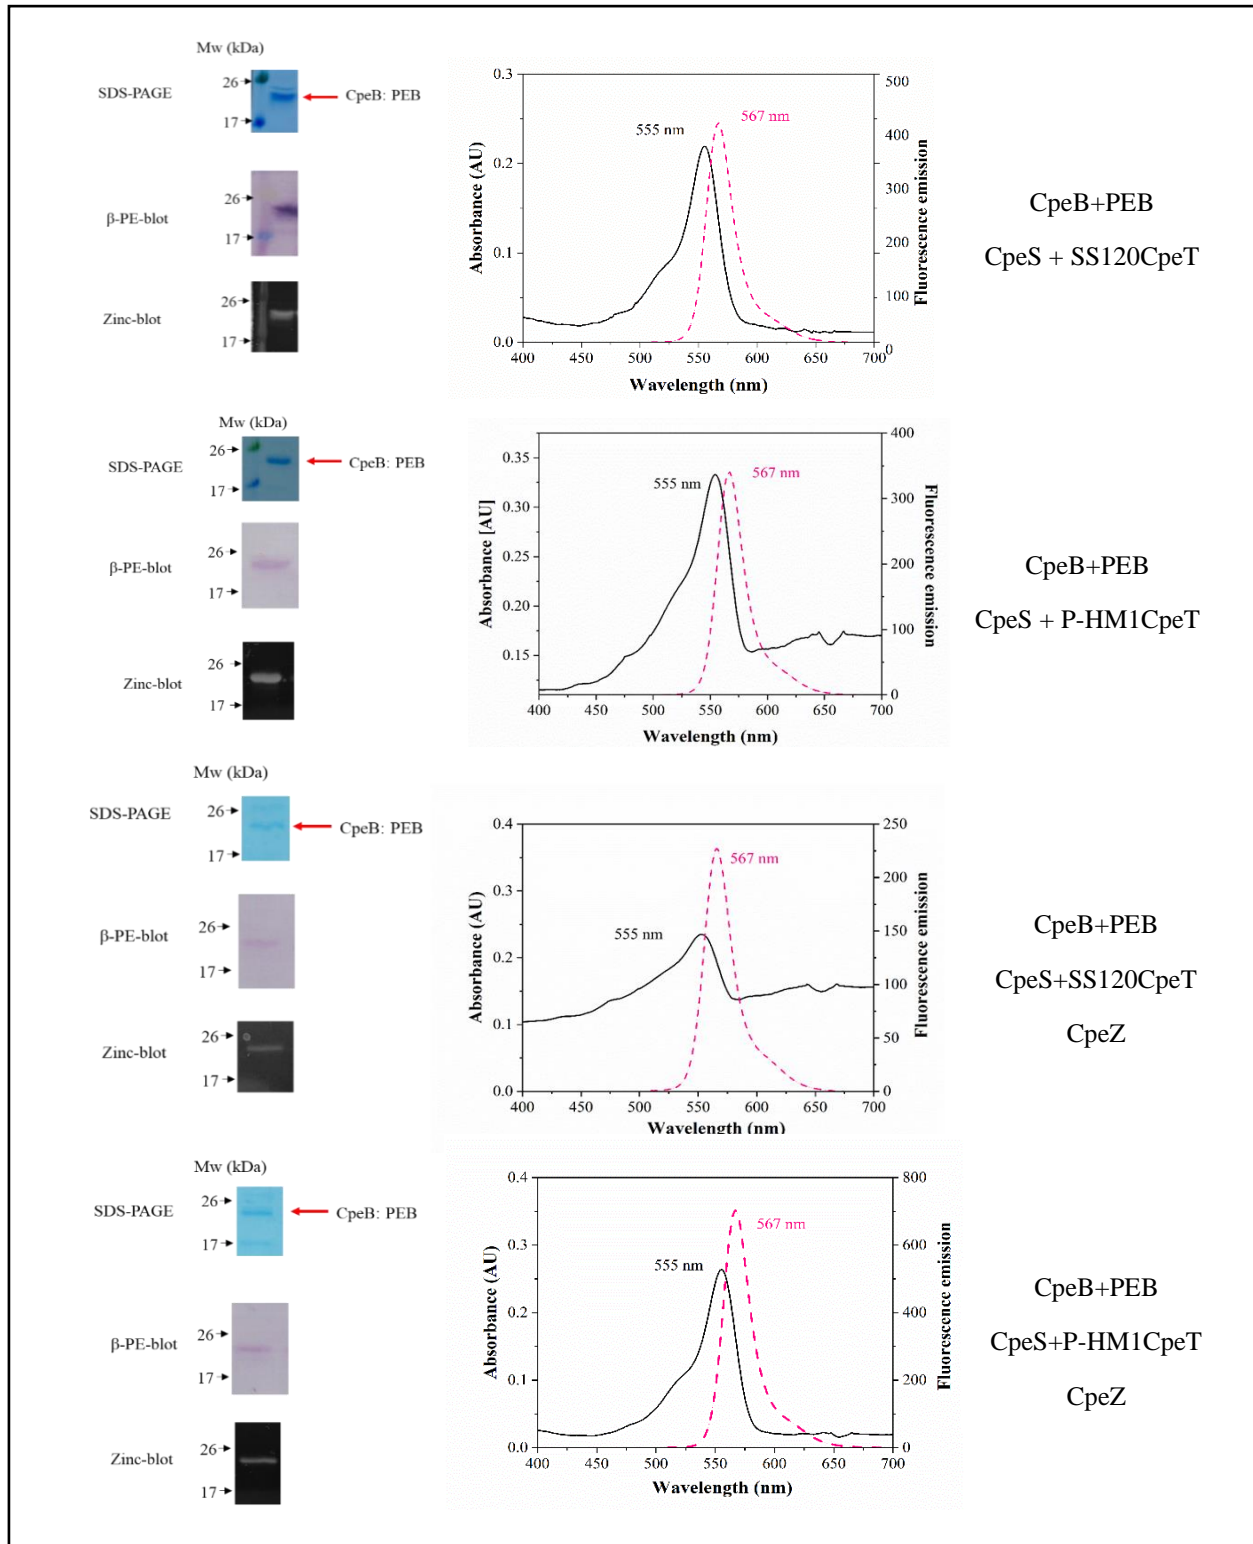 Mw (kDa)
SDS-PAGE
26
17
CpeB: PEB
β-PE-blot
26
17
Zinc-blot
26
17
0.3
0.2
0.1
0.0
Absorbance (AU)
555 nm
567 nm
500
400
300
200
100
0
Fluorescence emission
400 450 500 550 600 650 700
Wavelength (nm)
CpeB+PEB
CpeS + SS120CpeT
Mw (kDa)
SDS-PAGE
26
17
CpeB: PEB
β-PE-blot
26
17
Zinc-blot
26
17
0.35
0.30
0.25
0.20
0.15
Absorbance [AU]
555 nm
567 nm
400
300
200
100
0
Fluorescence emission
400 450 500 550 600 650 700
Wavelength (nm)
CpeB+PEB
CpeS + P-HM1CpeT
Mw (kDa)
SDS-PAGE
26
17
CpeB: PEB
β-PE-blot
26
17
Zinc-blot
26
17
0.4
0.3
0.2
0.1
0.0
Absorbance (AU)
555 nm
567 nm
250
200
150
100
50
0
Fluorescence emission
400 450 500 550 600 650 700
Wavelength (nm)
CpeB+PEB
CpeS+SS120CpeT
CpeZ
Mw (kDa)
SDS-PAGE
26
17
CpeB: PEB
β-PE-blot
26
17
Zinc-blot
26
17
0.4
0.3
0.2
0.1
0.0
Absorbance (AU)
555 nm
567 nm
800
700
600
500
400
300
200
100
0
Fluorescence emission
400 450 500 550 600 650 700
Wavelength (nm)
CpeB+PEB
CpeS+P-HM1CpeT
CpeZ